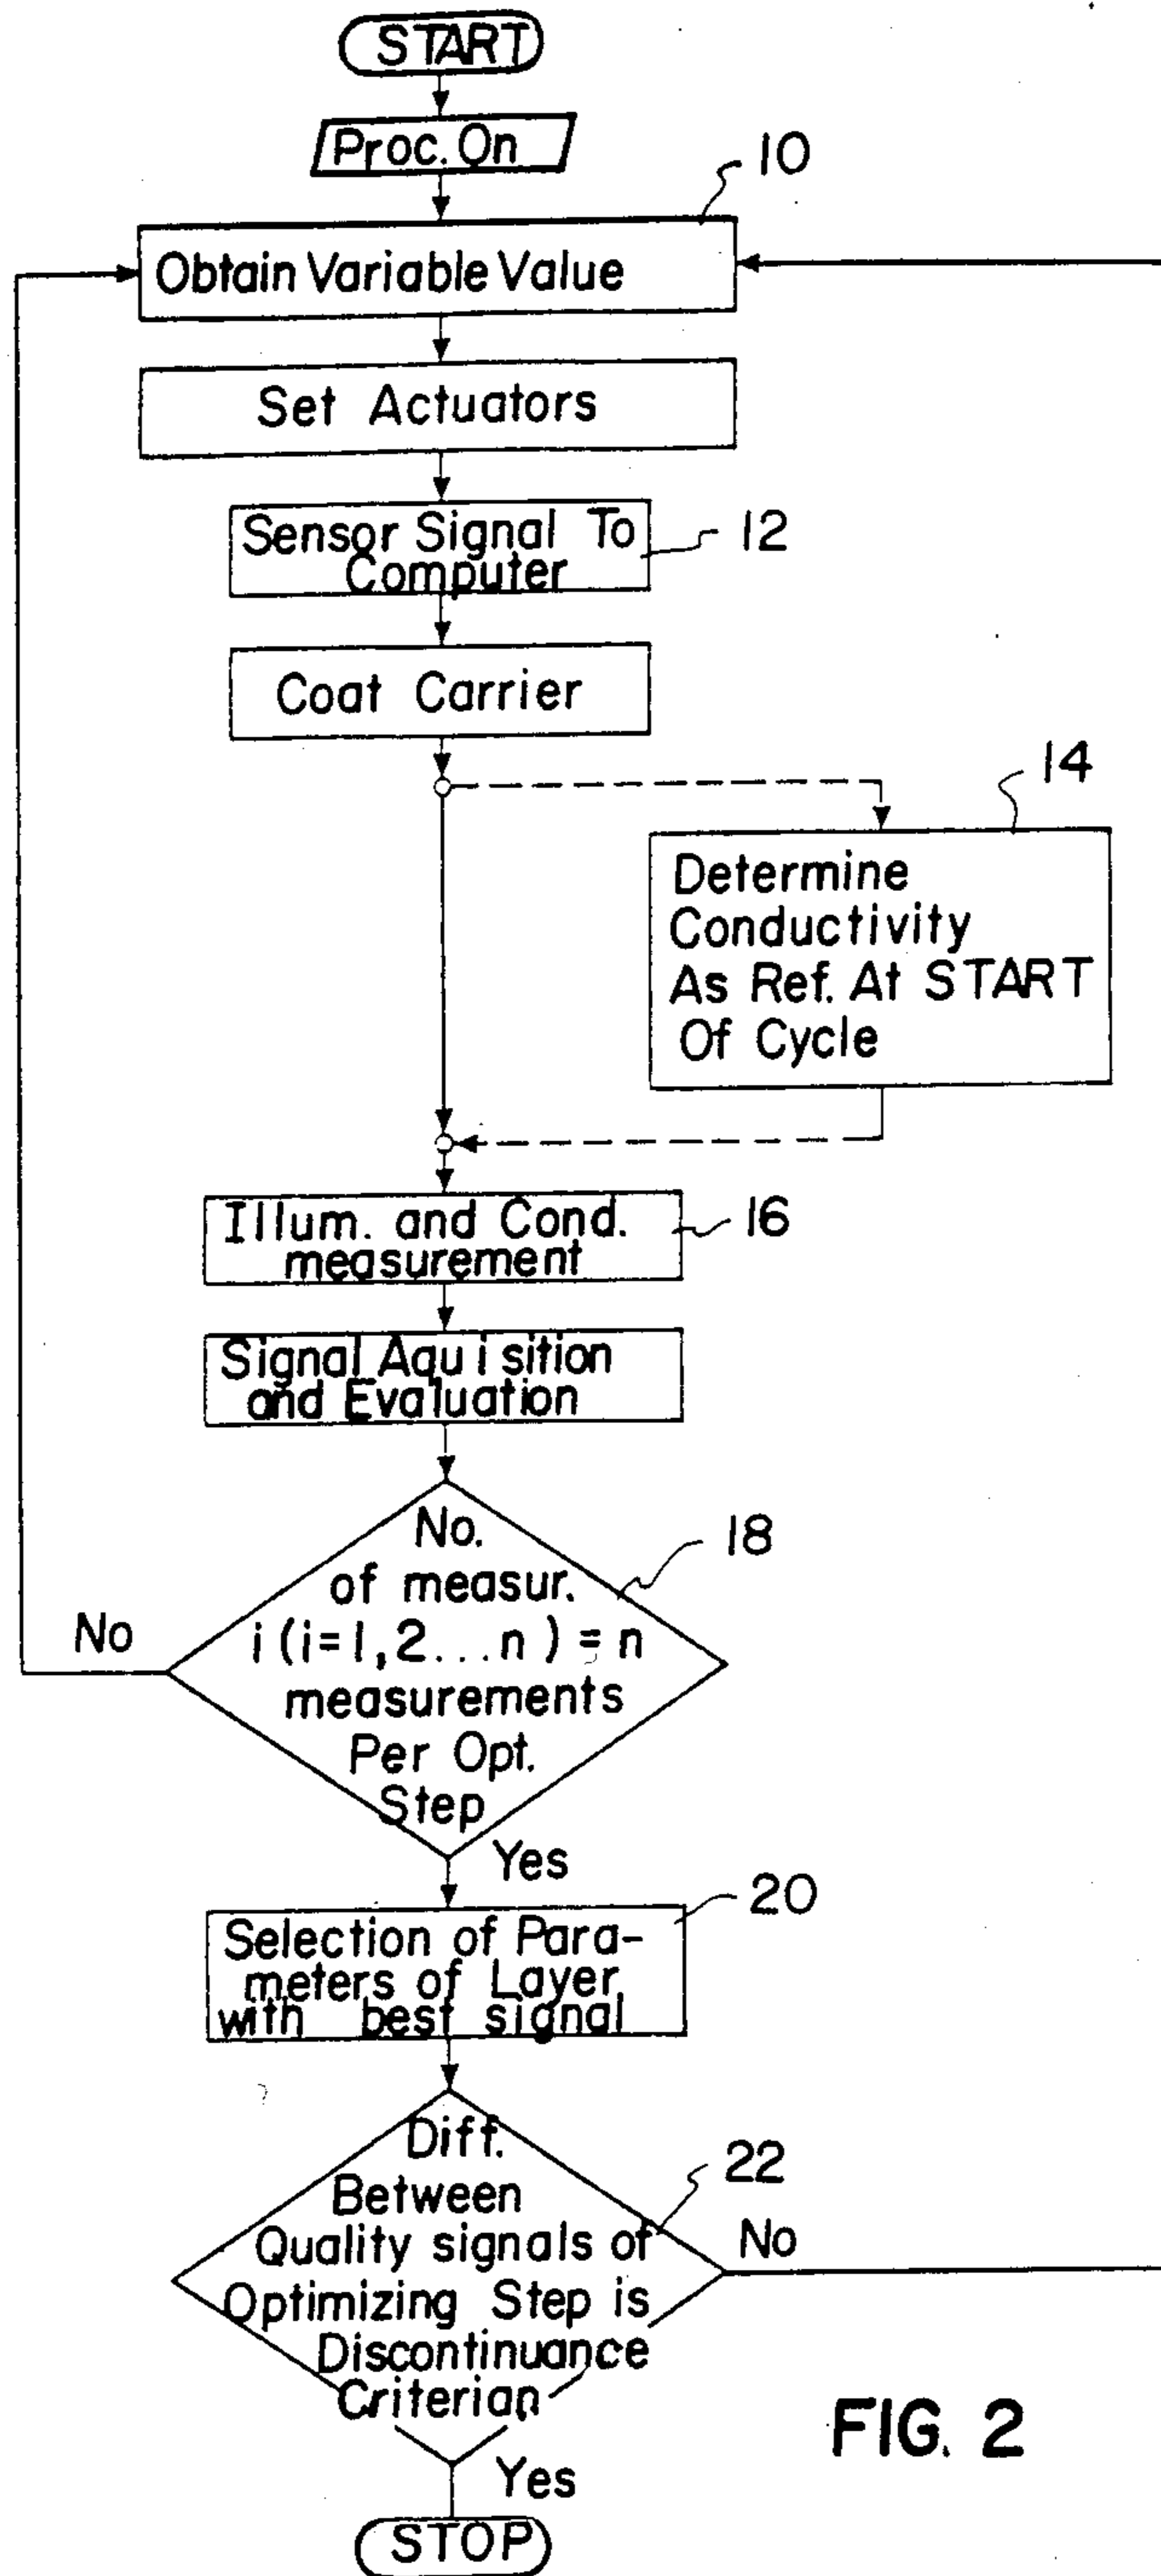 START
Proc. On
10
Obtain Variable Value
Set Actuators
Sensor Signal To
Computer
12
Coat Carrier
14
Determine
Conductivity
As Ref. At START
Of Cycle
Illum. and Cond.
measurement
16
Signal Aquisition
and Evaluation
No.
of measur.
i (i=1, 2...n) = n
measurements
Per Opt.
Step
18
No
Yes
Selection of Para-
meters of Layer
with best signal
20
Diff.
Between
Quality signals of
Optimizing Step is
Discontinuance
Criterian
22
No
Yes
STOP
FIG. 2